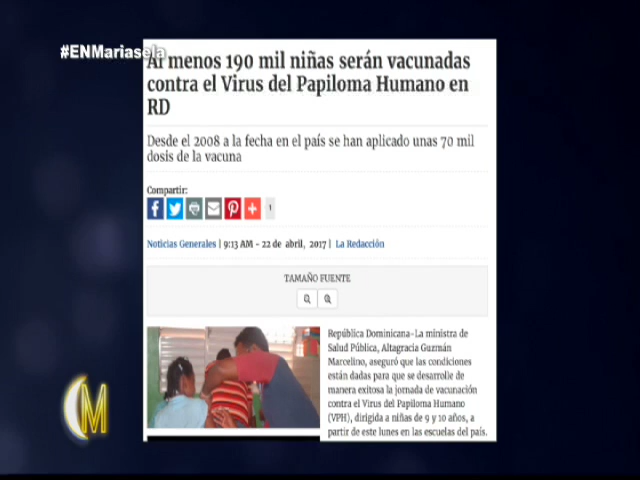 #ENMariasela
Al menos 190 mil niñas serán vacunadas
contra el Virus del Papiloma Humano en
RD
Desde el 2008 a la fecha en el país se han aplicado unas 70 mil
dosis de la vacuna
Compartir:
1
Noticias Generales | 9:13 AM - 22 de abril, 2017 | La Redacción
TAMAÑO FUENTE
República Dominicana-La ministra de
Salud Pública, Altagracia Guzmán
Marcelino, aseguró que las condiciones
están dadas para que se desarrolle de
manera exitosa la jornada de vacunación
contra el Virus del Papiloma Humano
(VPH), dirigida a niñas de 9 y 10 años, a
partir de este lunes en las escuelas del país.
M